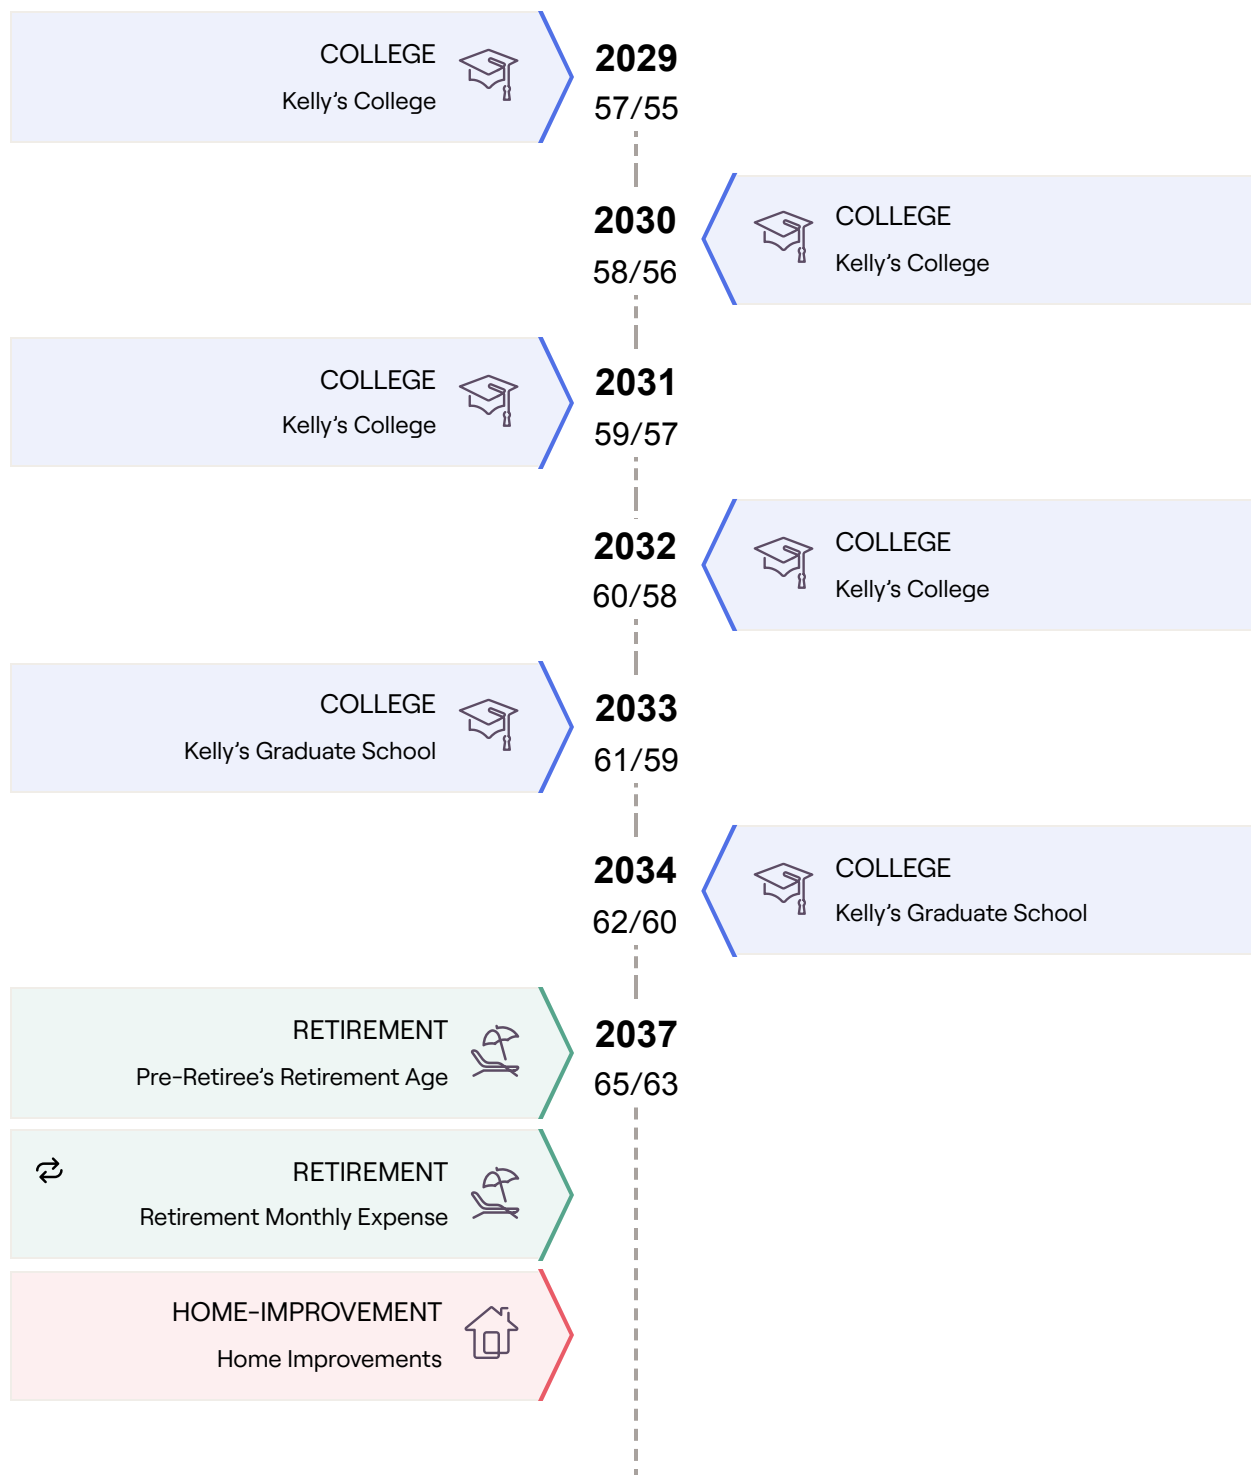 COLLEGE
Kelly's College
2029
57/55
2030
58/56
COLLEGE
Kelly's College
COLLEGE
Kelly's College
2031
59/57
2032
60/58
COLLEGE
Kelly's College
COLLEGE
Kelly's Graduate School
2033
61/59
2034
62/60
COLLEGE
Kelly's Graduate School
RETIREMENT
Pre-Retiree's Retirement Age
2037
65/63
RETIREMENT
Retirement Monthly Expense
HOME-IMPROVEMENT
Home Improvements